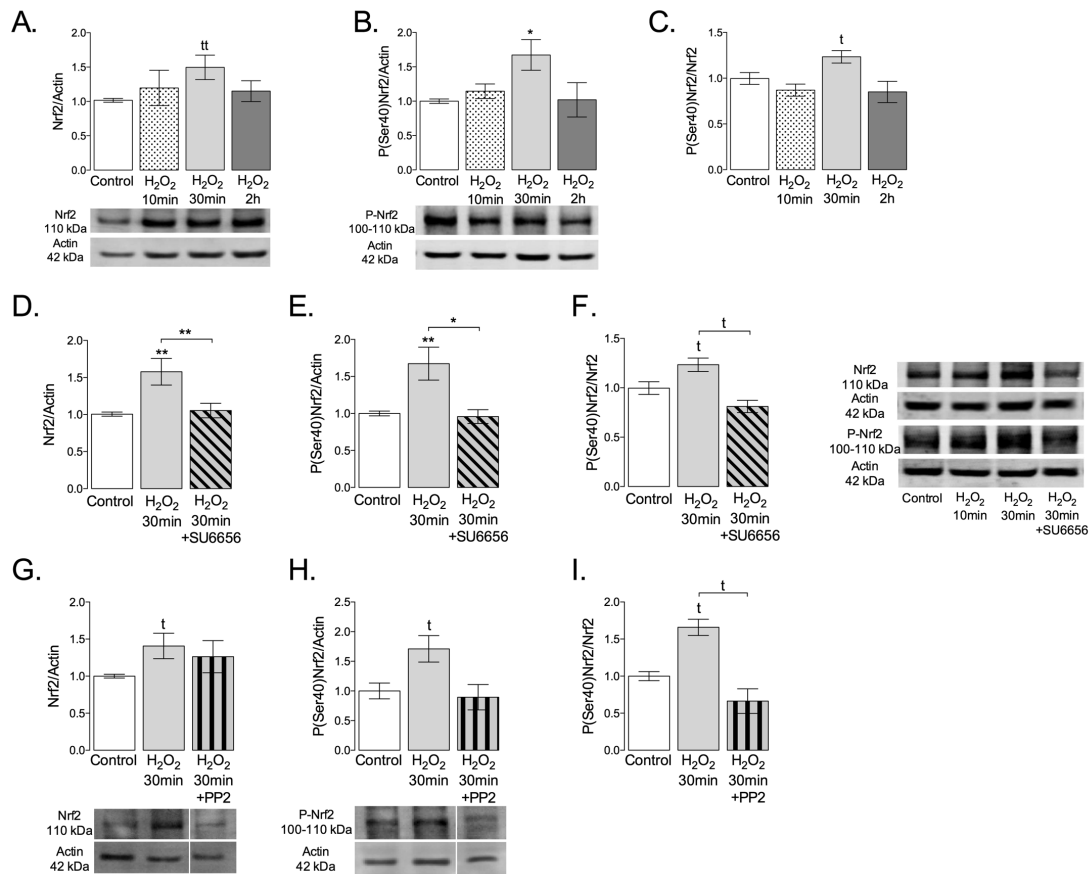 A.
tt
Nrf2/Actin
2.0
1.5
1.0
0.5
0.0
Control
H₂O₂
10min
H₂O₂
30min
H₂O₂
2h
Nrf2
110 kDa
Actin
42 kDa
B.
*
P(Ser40)Nrf2/Actin
2.0
1.5
1.0
0.5
0.0
Control
H₂O₂
10min
H₂O₂
30min
H₂O₂
2h
P-Nrf2
100-110 kDa
Actin
42 kDa
C.
t
P(Ser40)Nrf2/Nrf2
1.5
1.0
0.5
0.0
Control
H₂O₂
10min
H₂O₂
30min
H₂O₂
2h
D.
**
**
Nrf2/Actin
2.0
1.5
1.0
0.5
0.0
Control
H₂O₂
30min
H₂O₂
30min
+SU6656
E.
*
**
P(Ser40)Nrf2/Actin
2.0
1.5
1.0
0.5
0.0
Control
H₂O₂
30min
H₂O₂
30min
+SU6656
F.
t
t
P(Ser40)Nrf2/Nrf2
1.5
1.0
0.5
0.0
Control
H₂O₂
30min
H₂O₂
30min
+SU6656
Nrf2
110 kDa
Actin
42 kDa
P-Nrf2
100-110 kDa
Actin
42 kDa
Control
H₂O₂
10min
H₂O₂
30min
H₂O₂
30min
+SU6656
G.
t
Nrf2/Actin
2.0
1.5
1.0
0.5
0.0
Control
H₂O₂
30min
H₂O₂
30min
+PP2
Nrf2
110 kDa
Actin
42 kDa
H.
t
P(Ser40)Nrf2/Actin
2.5
2.0
1.5
1.0
0.5
0.0
Control
H₂O₂
30min
H₂O₂
30min
+PP2
P-Nrf2
100-110 kDa
Actin
42 kDa
I.
t
t
P(Ser40)Nrf2/Nrf2
2.0
1.5
1.0
0.5
0.0
Control
H₂O₂
30min
H₂O₂
30min
+PP2